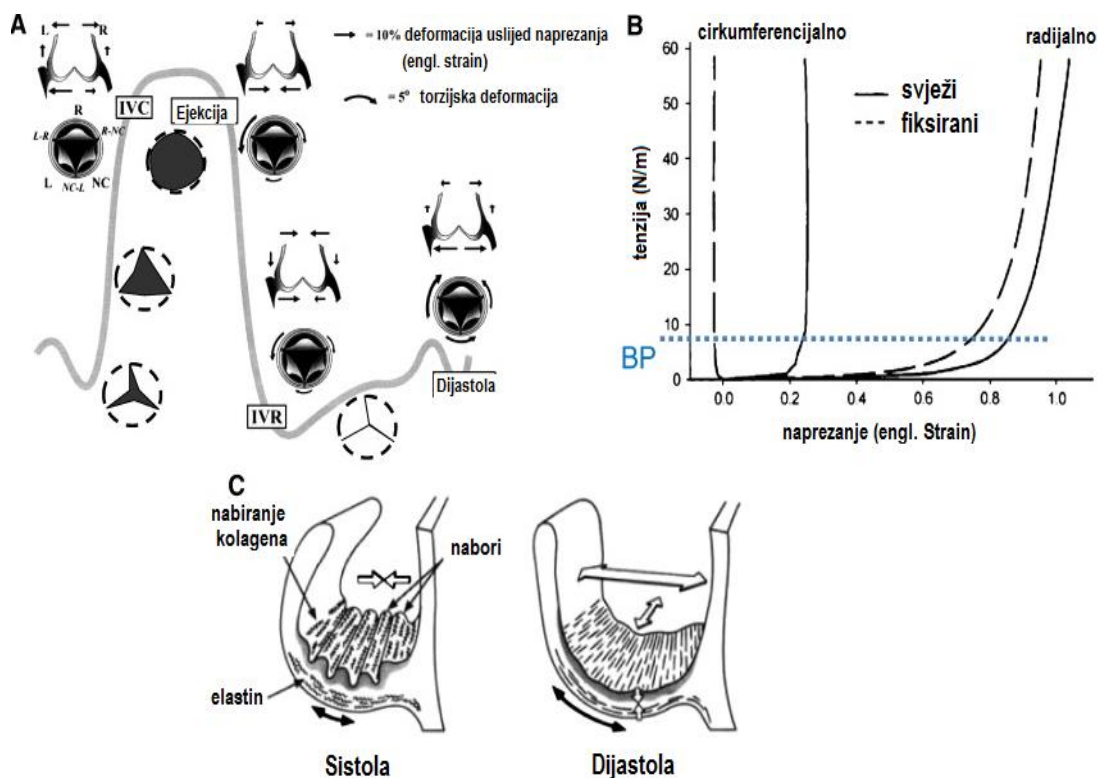 A
L R
= 10% deformacija uslijed naprezanja
(engl. strain)
= 5° torzijska deformacija
IVC
Ejekcija
R
L-R R-NC
L NC-L NC
IVR
Dijastola
B
cirkumferencijalno radijalno
svježi
fiksirani
tenzija (N/m)
60
50
40
30
20
10
0
BP
0.0 0.2 0.4 0.6 0.8 1.0
naprezanje (engl. Strain)
C
nabiranje
kolagena
nabori
elastin
Sistola Dijastola